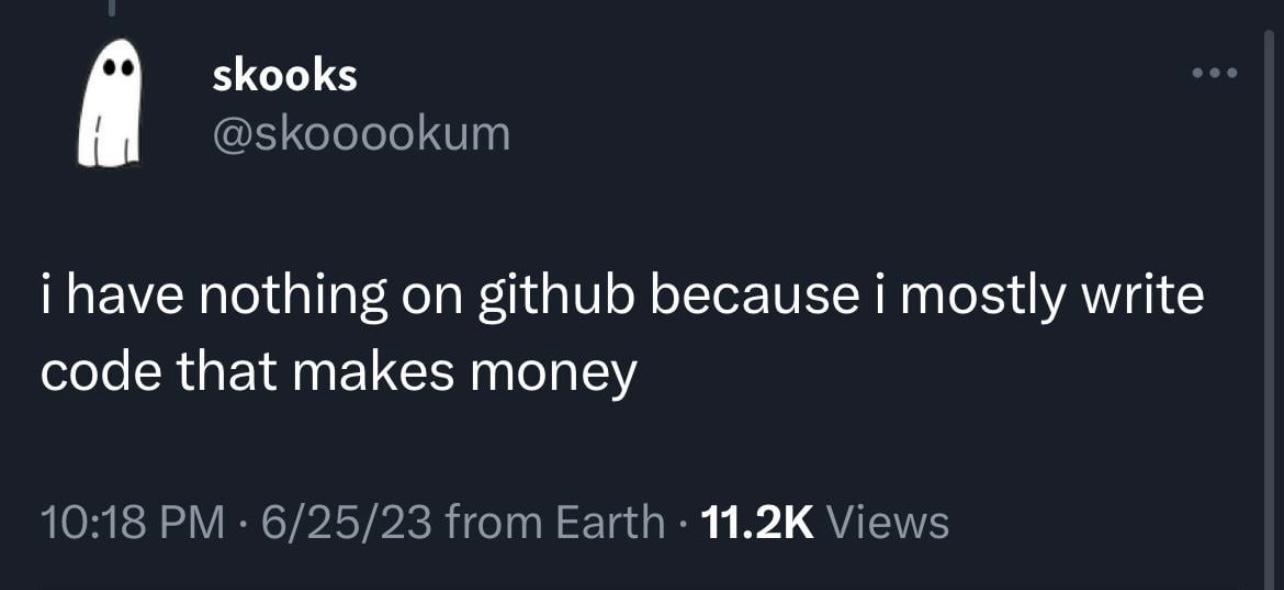 skooks
@skooookum
i have nothing on github because i mostly write
code that makes money
10:18 PM · 6/25/23 from Earth · 11.2K Views